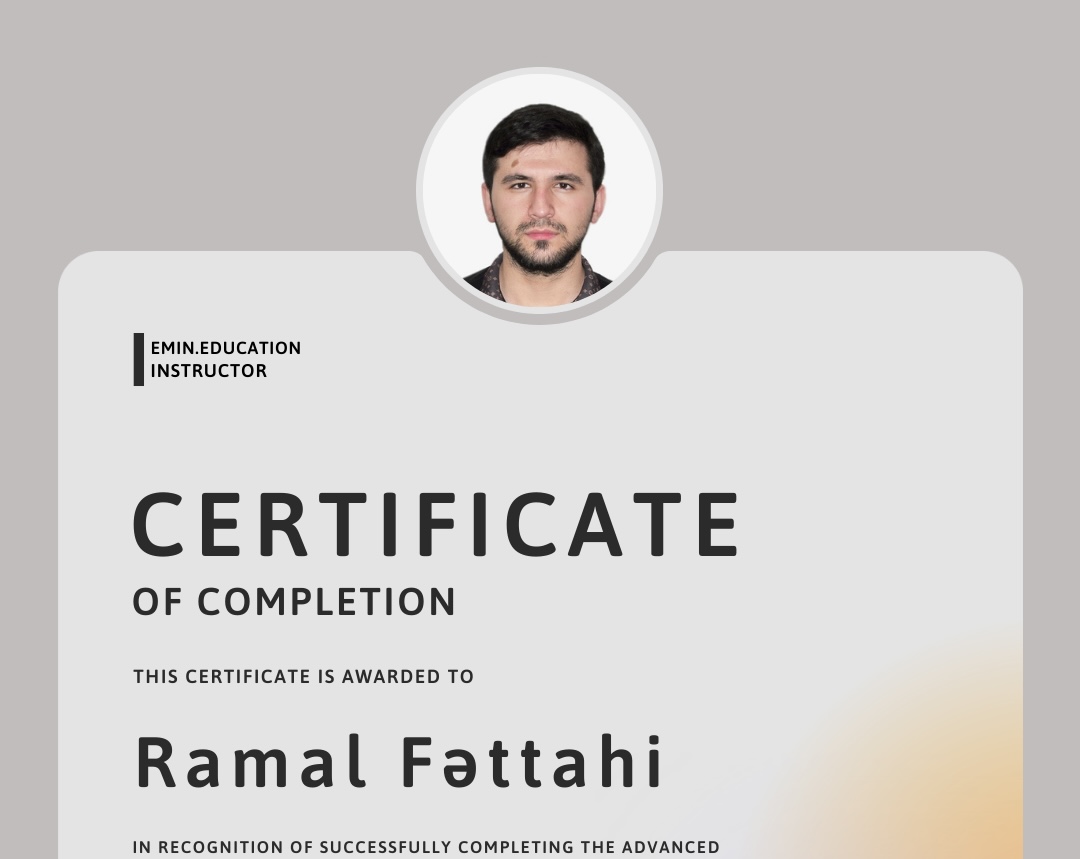 EMIN.EDUCATION
INSTRUCTOR
CERTIFICATE
OF COMPLETION
THIS CERTIFICATE IS AWARDED TO
Ramal Fəttahi
IN RECOGNITION OF SUCCESSFULLY COMPLETING THE ADVANCED